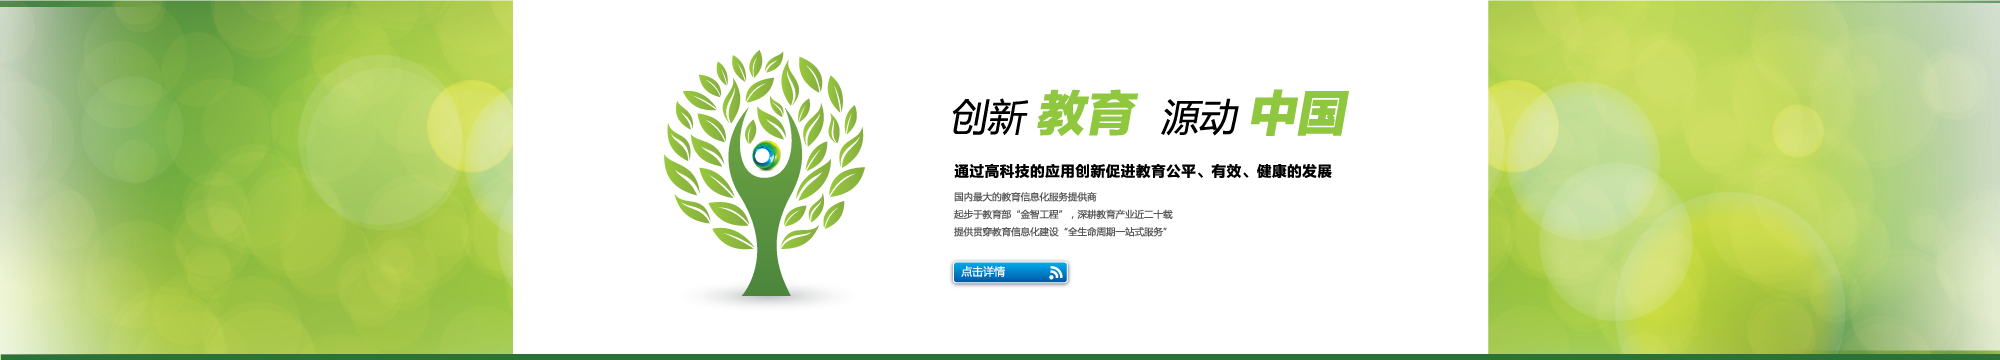 创新 教育 源动 中国
通过高科技的应用创新促进教育公平、有效、健康的发展
国内最大的教育信息化服务提供商
起步于教育部“金智工程”，深耕教育产业近二十载
提供贯穿教育信息化建设“全生命周期一站式服务”
点击详情